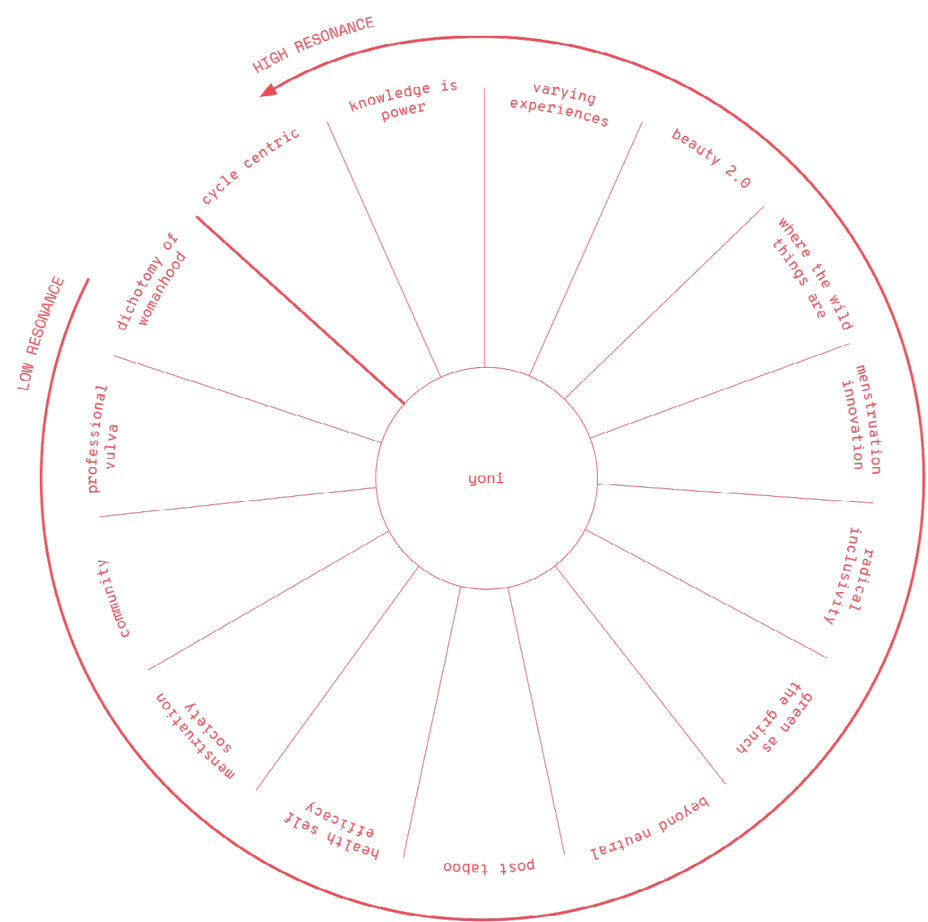 HIGH RESONANCE
knowledge is
power
varying
experiences
beauty 2.0
where the wild
things are
menstruation
innovation
radical
inclusivity
green as
the grinch
beyond neutral
post taboo
health self
efficacy
menstruation
society
community
professional
vulva
dichotomy of
womanhood
cycle centric
LOW RESONANCE
yoni